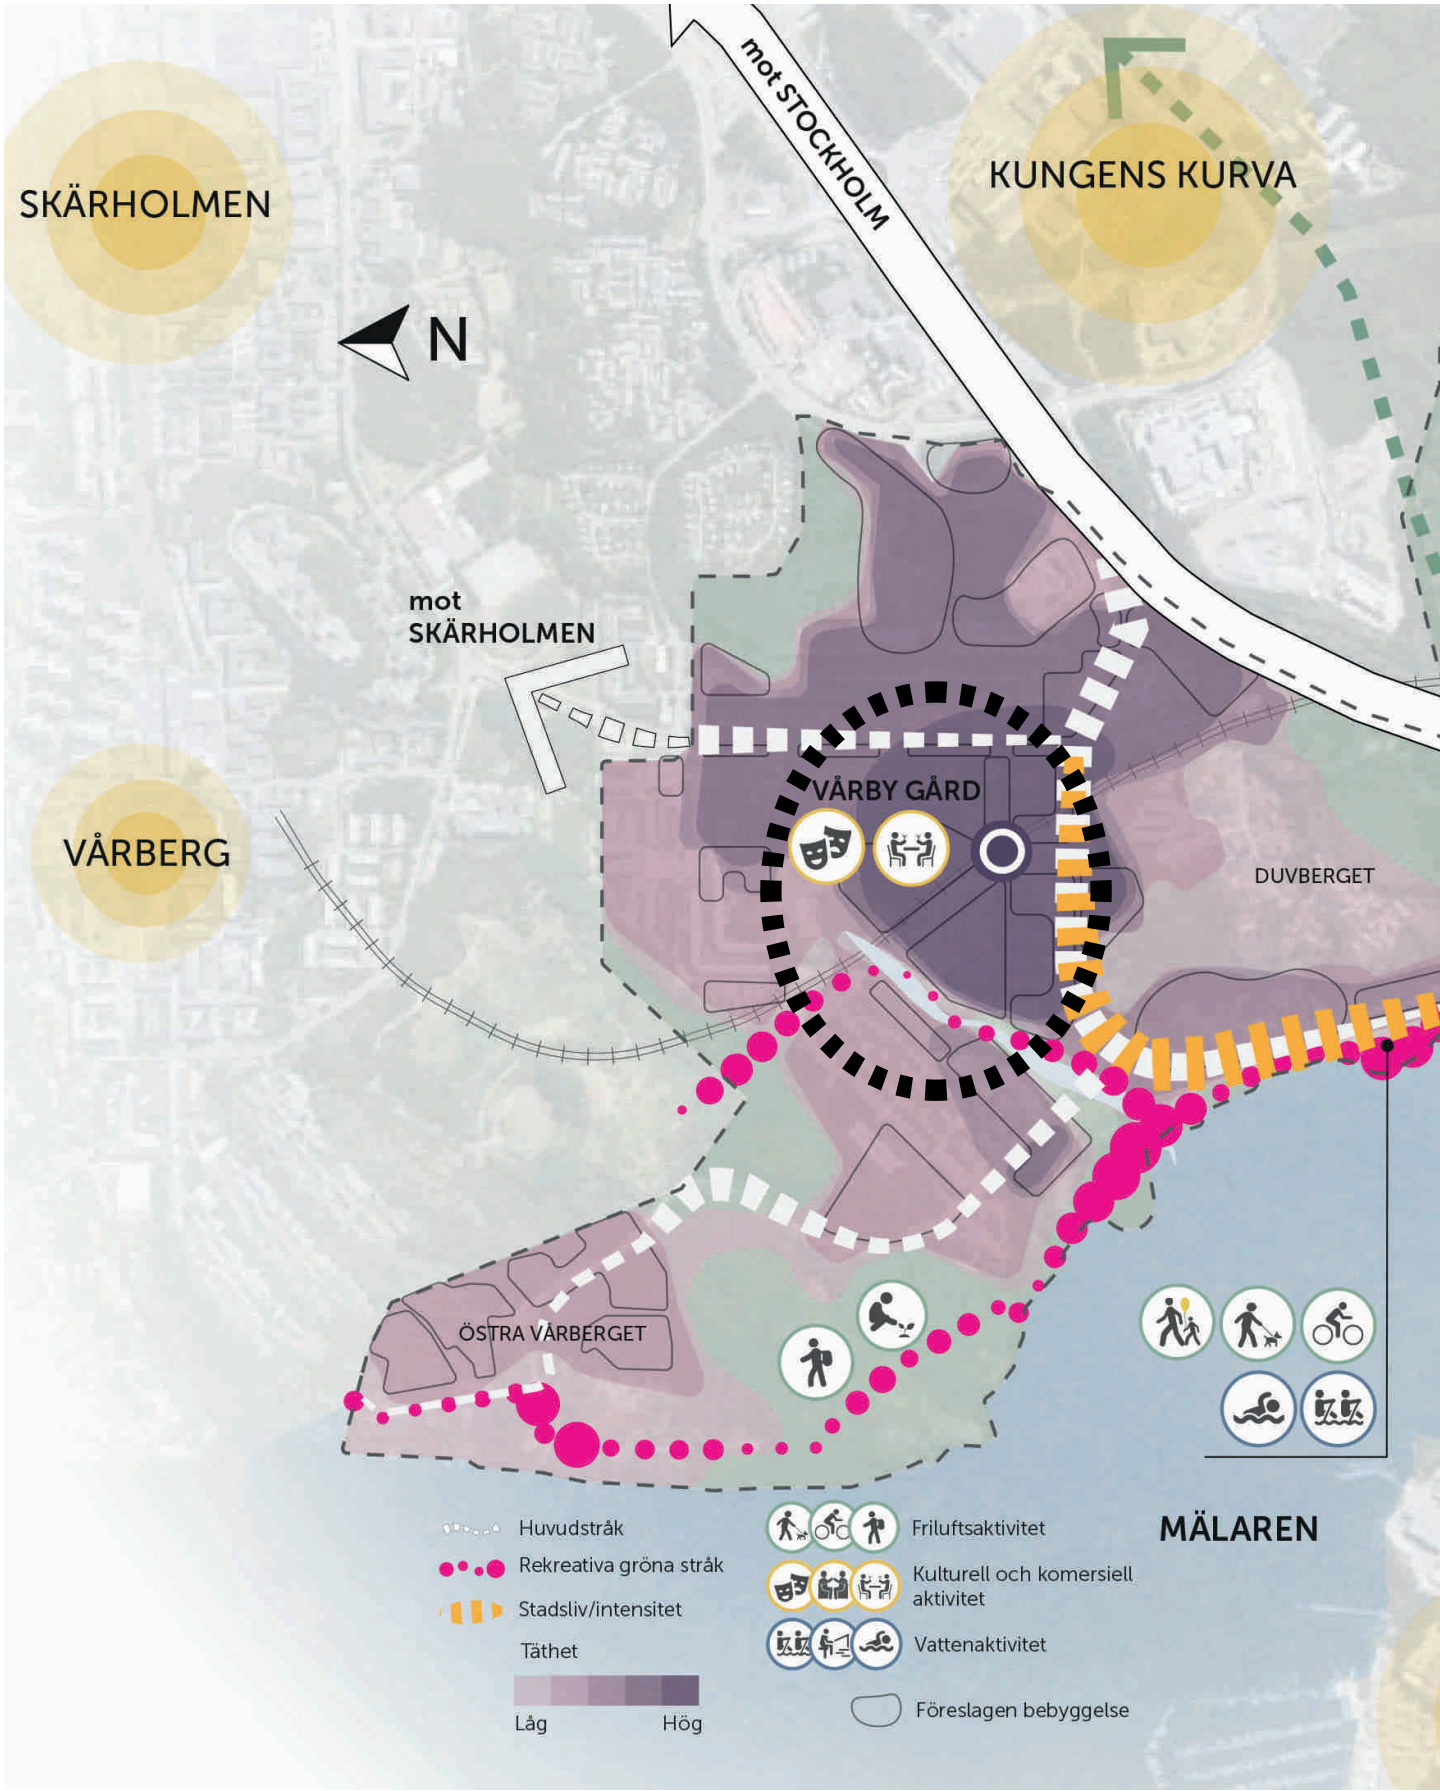 mot STOCKHOLM
KUNGENS KURVA
SKÄRHOLMEN
N
mot
SKÄRHOLMEN
VÅRBY GÅRD
VÅRBERG
DUVBERGET
ÖSTRA VÅRBERGET
MÄLAREN
Huvudstråk
Rekreativa gröna stråk
Stadsliv/intensitet
Täthet
Låg
Hög
Friluftsaktivitet
Kulturell och komersiell
aktivitet
Vattenaktivitet
Föreslagen bebyggelse